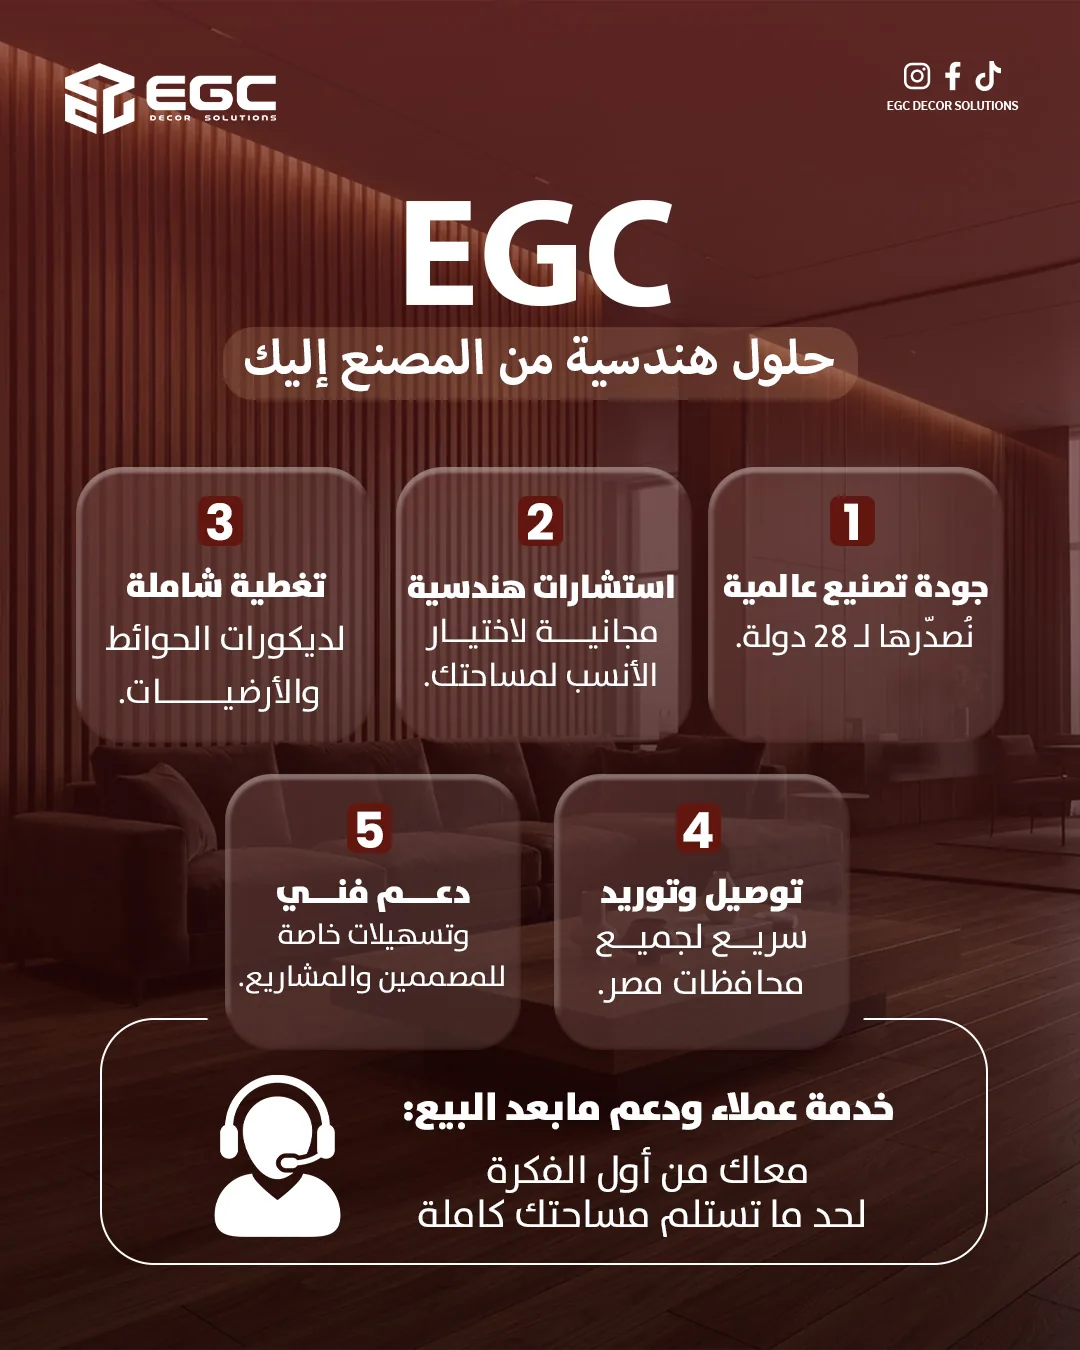 EGC
DECOR SOLUTIONS
EGC DECOR SOLUTIONS
EGC
حلول هندسية من المصنع إليك
1
جودة تصنيع عالمية
نُصدّرها لـ 28 دولة.
2
استشارات هندسية
مجانيـــة لاختيـــار
الأنسب لمساحتك.
3
تغطية شاملة
لديكورات الحوائط
والأرضيـــــات.
4
توصيل وتوريد
سريـــع لجميـــع
محافظات مصر.
5
دعـــم فنـــي
وتسهيلات خاصة
للمصممين والمشاريع.
خدمة عملاء ودعم مابعد البيع:
معاك من أول الفكرة
لحد ما تستلم مساحتك كاملة